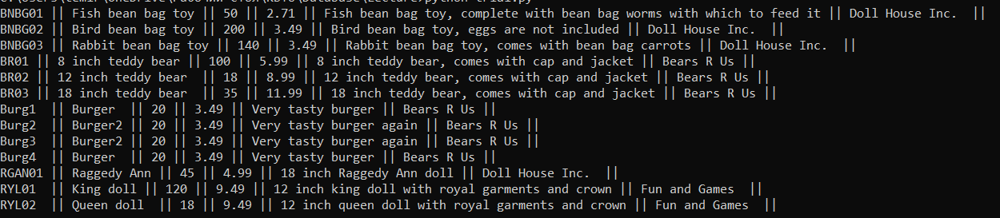 BNBG01 || Fish bean bag toy || 50 || 2.71 || Fish bean bag toy, complete with bean bag worms with which to feed it || Doll House Inc.  ||
BNBG02 || Bird bean bag toy || 200 || 3.49 || Bird bean bag toy, eggs are not included || Doll House Inc.  ||
BNBG03 || Rabbit bean bag toy || 140 || 3.49 || Rabbit bean bag toy, comes with bean bag carrots || Doll House Inc.  ||
BR01 || 8 inch teddy bear || 100 || 5.99 || 8 inch teddy bear, comes with cap and jacket || Bears R Us ||
BR02 || 12 inch teddy bear  || 18 || 8.99 || 12 inch teddy bear, comes with cap and jacket || Bears R Us ||
BR03 || 18 inch teddy bear  || 35 || 11.99 || 18 inch teddy bear, comes with cap and jacket || Bears R Us ||
Burg1  || Burger  || 20 || 3.49 || Very tasty burger || Bears R Us ||
Burg2  || Burger2 || 20 || 3.49 || Very tasty burger again || Bears R Us ||
Burg3  || Burger2 || 20 || 3.49 || Very tasty burger again || Bears R Us ||
Burg4  || Burger  || 20 || 3.49 || Very tasty burger || Bears R Us ||
RGAN01 || Raggedy Ann || 45 || 4.99 || 18 inch Raggedy Ann doll || Doll House Inc.  ||
RYL01  || King doll || 120 || 9.49 || 12 inch king doll with royal garments and crown || Fun and Games  ||
RYL02  || Queen doll  || 18 || 9.49 || 12 inch queen doll with royal garments and crown || Fun and Games  ||